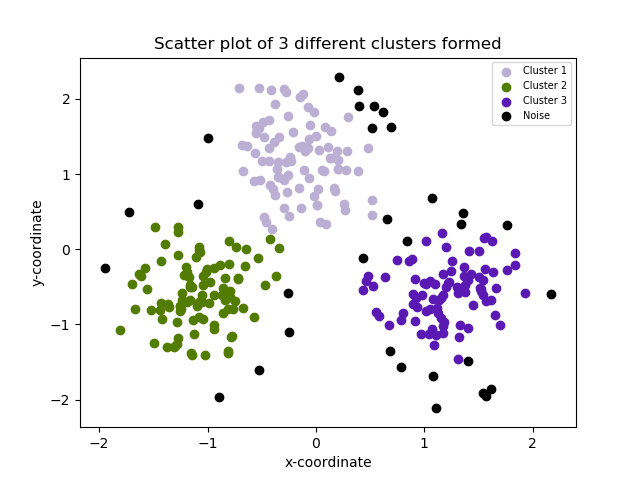 Scatter plot of 3 different clusters formed
Cluster 1
Cluster 2
Cluster 3
Noise
y-coordinate
2
1
0
−1
−2
−2
−1
0
1
2
x-coordinate